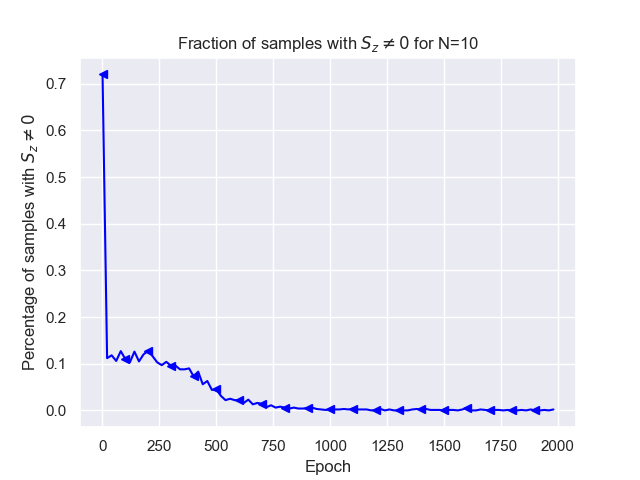 Fraction of samples with $S_z \neq 0$ for N=10
Percentage of samples with $S_z \neq 0$
0.7
0.6
0.5
0.4
0.3
0.2
0.1
0.0
0 250 500 750 1000 1250 1500 1750 2000
Epoch